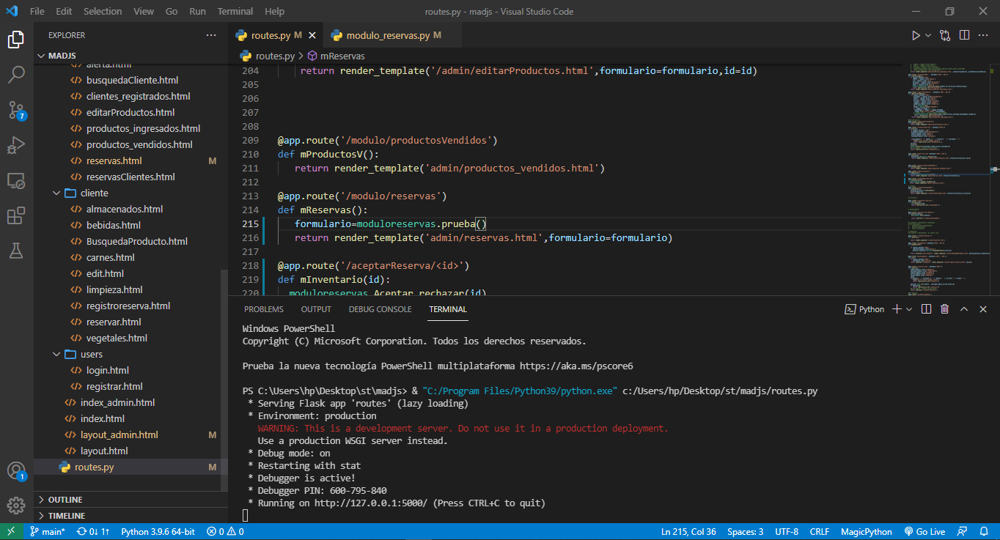 File Edit Selection View Go Run Terminal Help
routes.py - madjs - Visual Studio Code
EXPLORER
MADJS
alerta.html
busquedaCliente.html
clientes_registrados.html
editarProductos.html
productos_ingresados.html
productos_vendidos.html
reservas.html M
reservasClientes.html
cliente
almacenados.html
bebidas.html
BusquedaProducto.html
carnes.html
edit.html
limpieza.html
registroreserva.html
reservar.html
vegetales.html
users
login.html
registrar.html
index_admin.html
index.html
layout_admin.html M
layout.html
routes.py M
OUTLINE
TIMELINE
7
1
routes.py M
modulo_reservas.py M
routes.py > mReservas
204 return render_template('/admin/editarProductos.html',formulario=formulario,id=id)
205
206
207
208
209 @app.route('/modulo/productosVendidos')
210 def mProductosV():
211 return render_template('admin/productos_vendidos.html')
212
213 @app.route('/modulo/reservas')
214 def mReservas():
215 formulario=moduloreservas.prueba()
216 return render_template('admin/reservas.html',formulario=formulario)
217
218 @app.route('/aceptarReserva/<id>')
219 def mInventario(id):
220 moduloreservas.Aceptar_rechazar(id)
PROBLEMS OUTPUT DEBUG CONSOLE TERMINAL
Python
Windows PowerShell
Copyright (C) Microsoft Corporation. Todos los derechos reservados.
Prueba la nueva tecnología PowerShell multiplataforma https://aka.ms/pscore6
PS C:\Users\hp\Desktop\st\madjs> & "C:/Program Files/Python39/python.exe" c:/Users/hp/Desktop/st/madjs/routes.py
* Serving Flask app 'routes' (lazy loading)
* Environment: production
WARNING: This is a development server. Do not use it in a production deployment.
Use a production WSGI server instead.
* Debug mode: on
* Restarting with stat
* Debugger is active!
* Debugger PIN: 600-795-840
* Running on http://127.0.0.1:5000/ (Press CTRL+C to quit)
main* 0↓ 1↑ Python 3.9.6 64-bit 0 0
Ln 215, Col 36 Spaces: 3 UTF-8 CRLF MagicPython Go Live